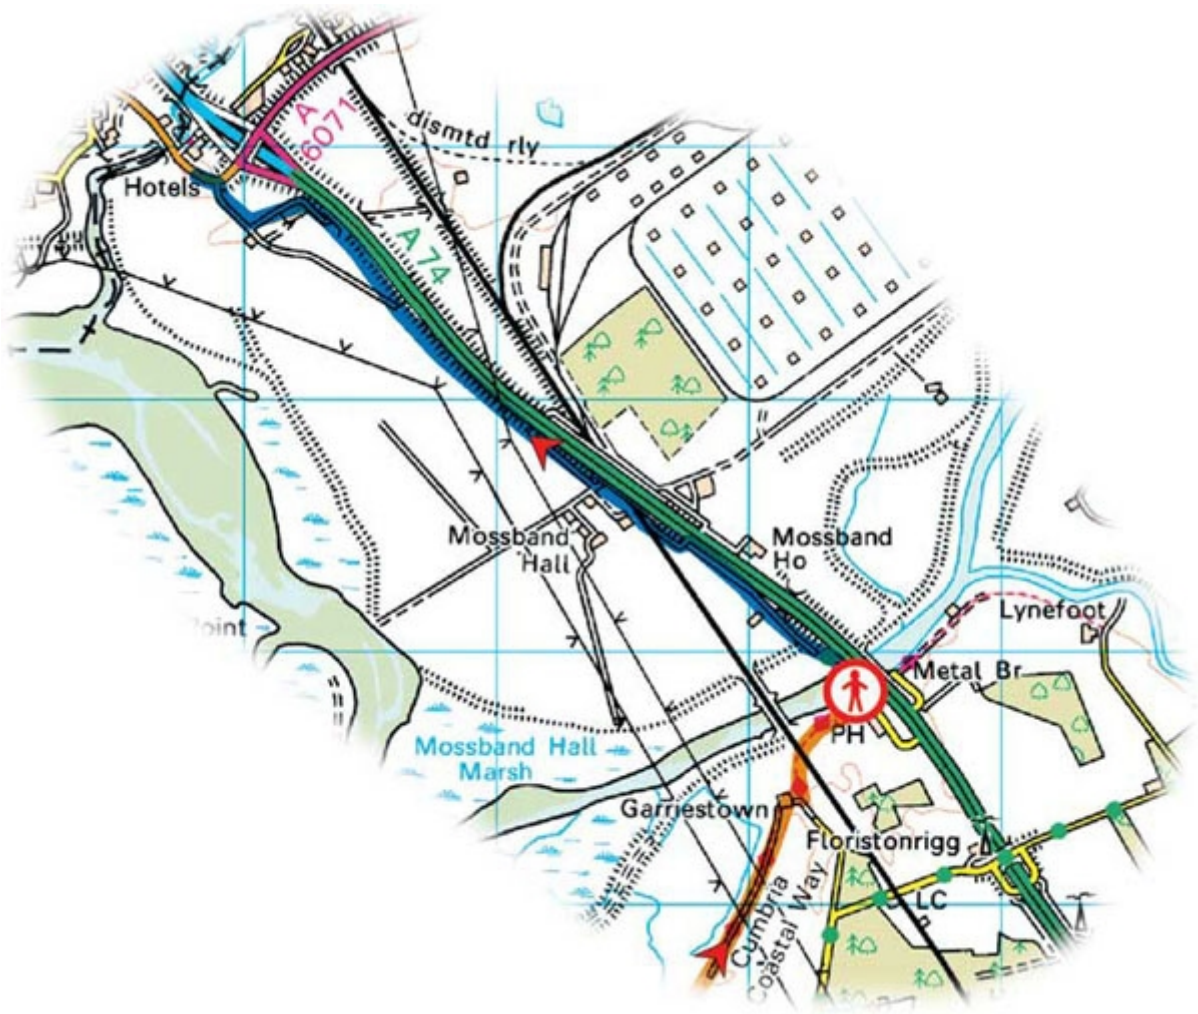 A
6071
dismtd rly
Hotels
A 74
Mossband
Hall
Mossband
Ho
Lynefoot
Point
Metal Br
PH
Mossband Hall
Marsh
Garriestown
Floristonrigg
LC
Cumbria
Coastal Way